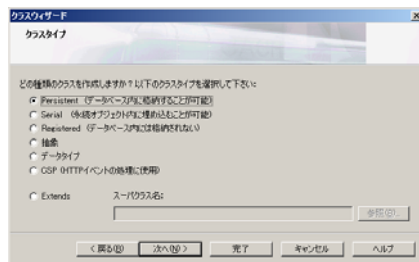 クラスウィザード
クラスタイプ
どの種類のクラスを作成しますか？以下のクラスタイプを選択して下さい:
Persistent (データベース内に格納することが可能)
Serial (永続オブジェクト内に埋め込むことが可能)
Registered (データベース内には格納されない)
抽象
データタイプ
CSP (HTTPイベントの処理に使用)
Extends
スーパクラス名:
参照(B)...
< 戻る(B)
次へ(N) >
完了
キャンセル
ヘルプ